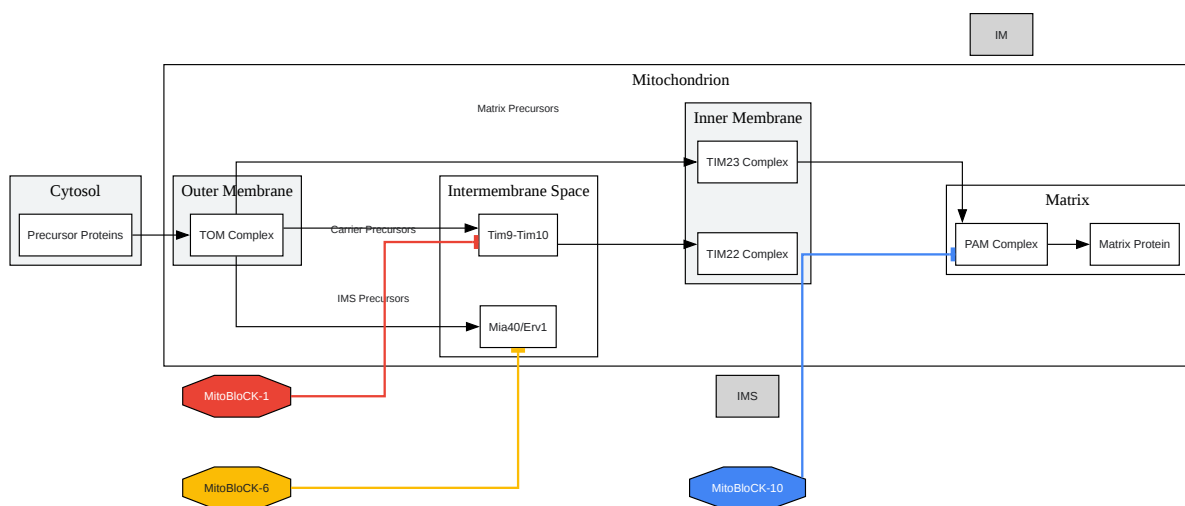 IM
Mitochondrion
Matrix Precursors
Inner Membrane
TIM23 Complex
Cytosol
Outer Membrane
Intermembrane Space
Matrix
Precursor Proteins
TOM Complex
Carrier Precursors
Tim9-Tim10
TIM22 Complex
PAM Complex
Matrix Protein
IMS Precursors
Mia40/Erv1
MitoBloCK-1
IMS
MitoBloCK-6
MitoBloCK-10